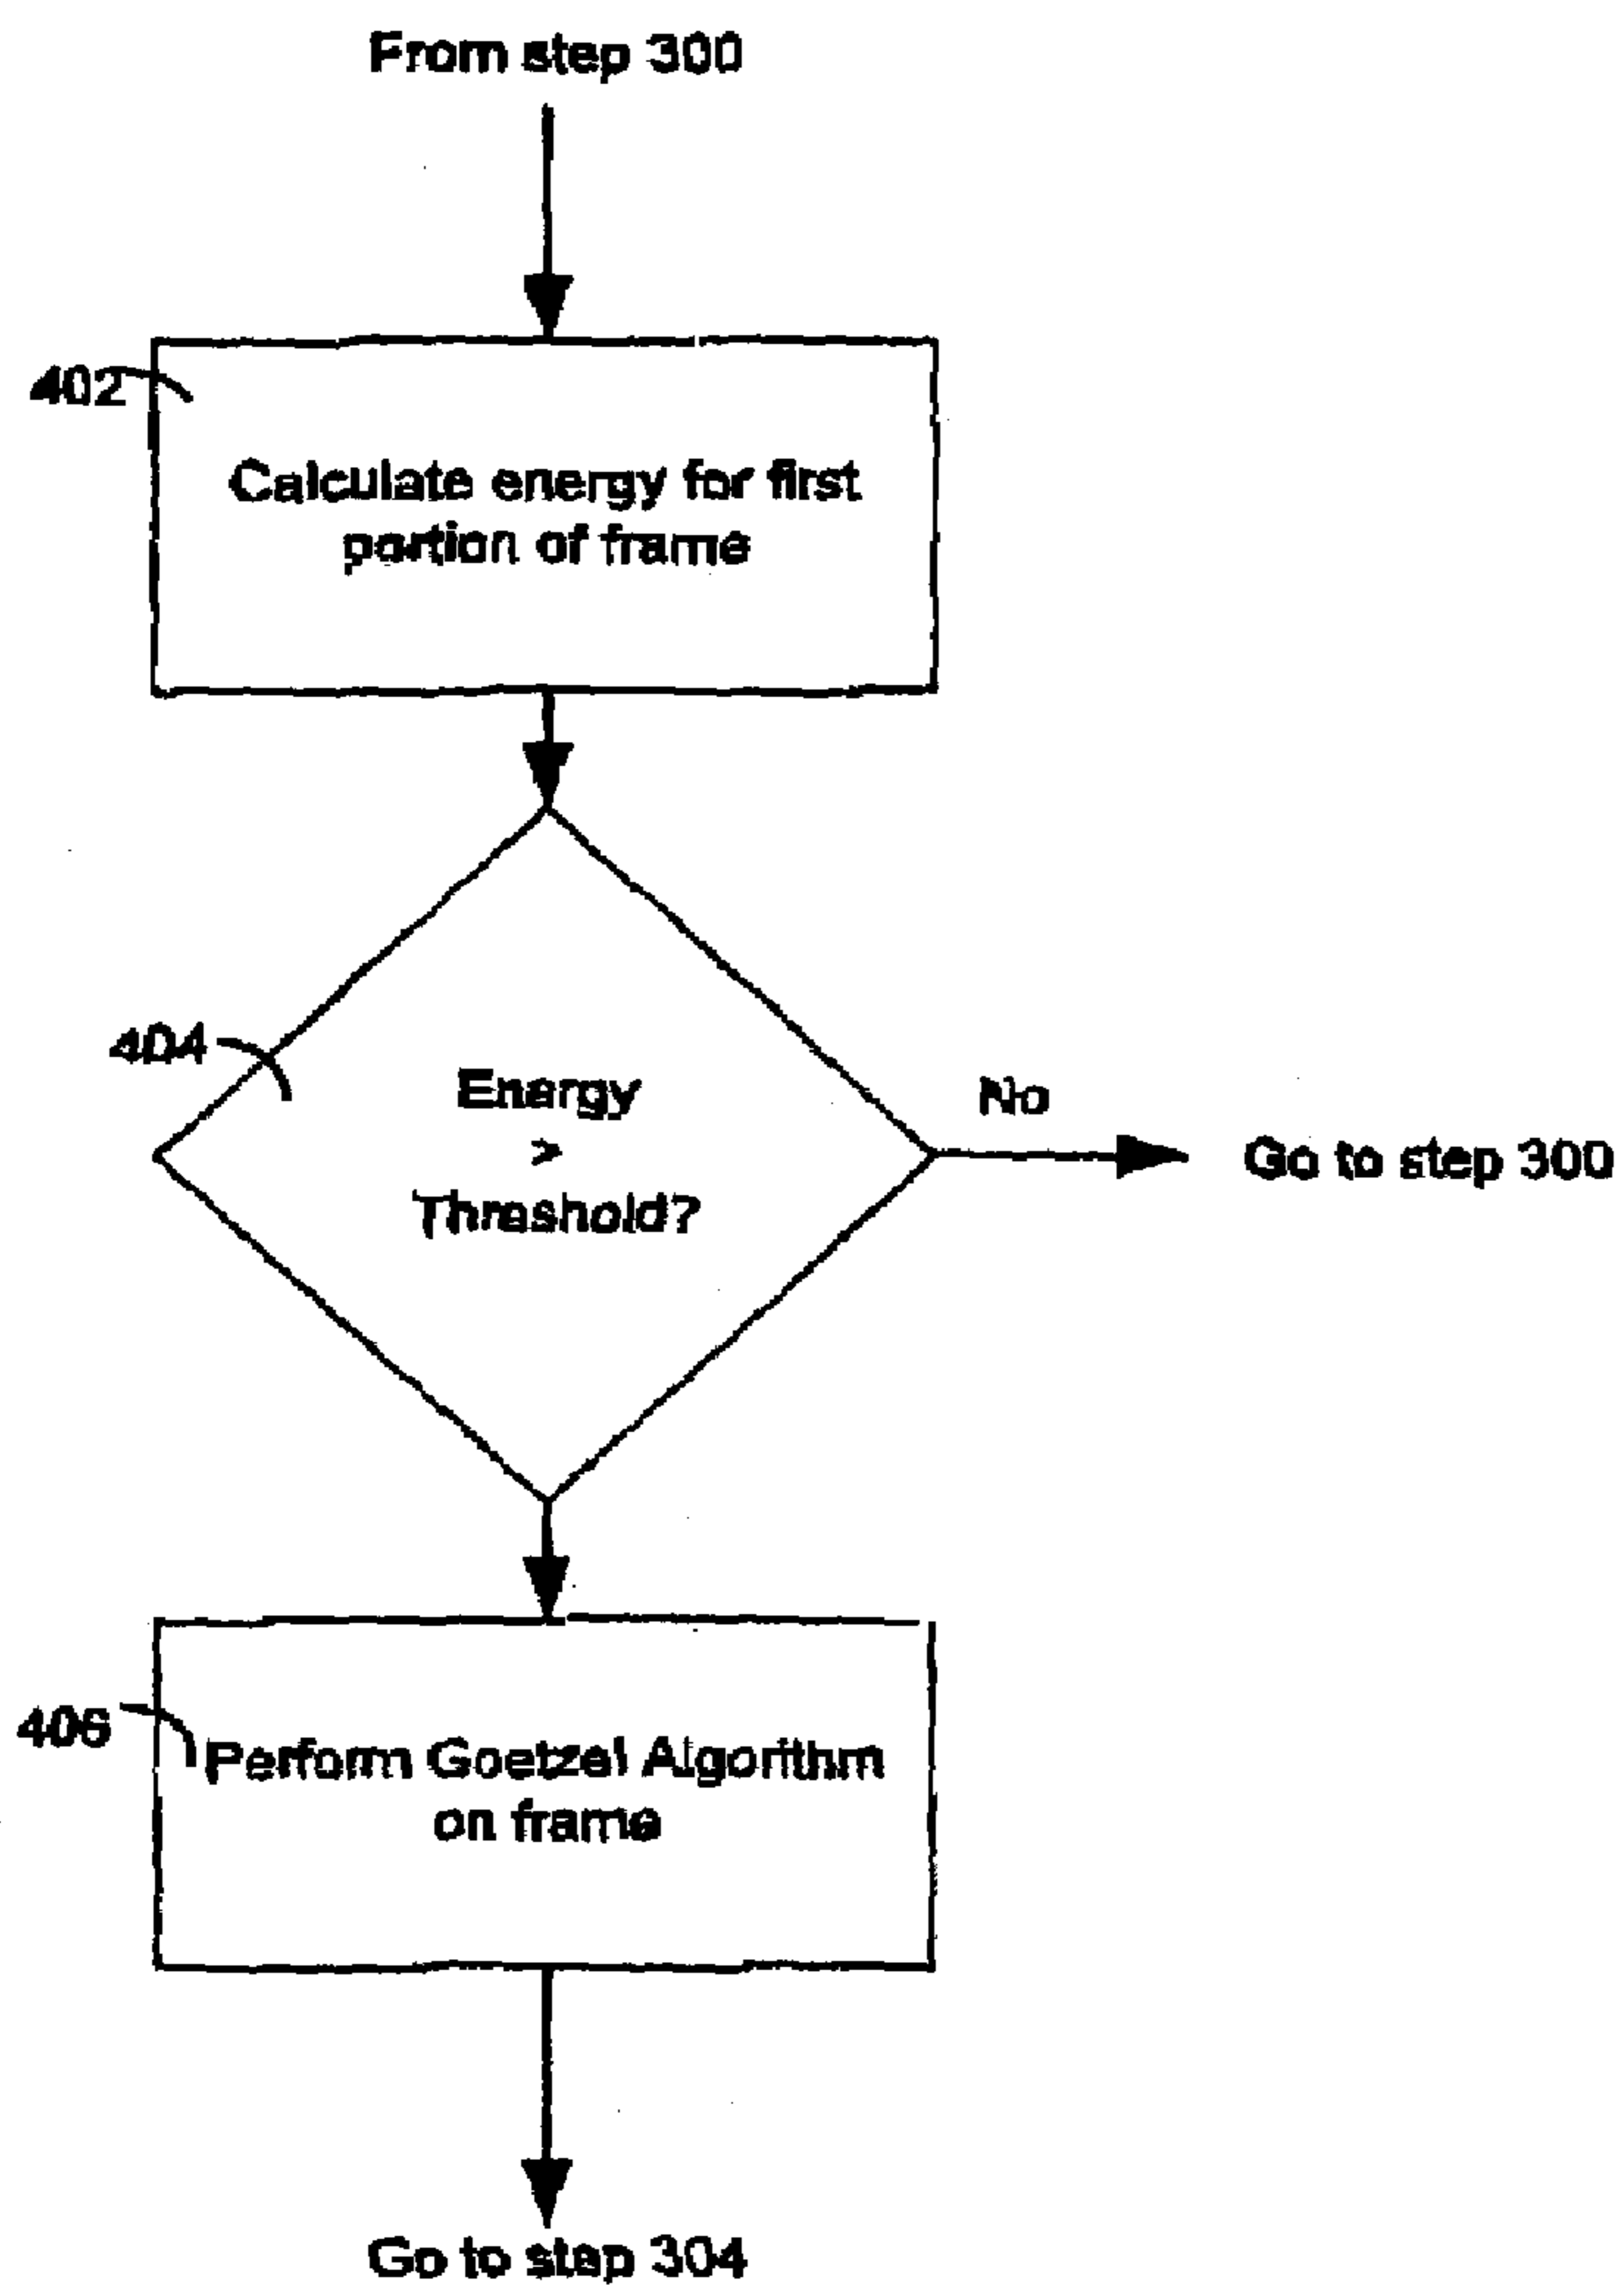 From step 300
402
Calculate energy for first
portion of frame
404
Energy
>
Threshold?
No
Go to step 300
406
Perform Goetzel Algorithm
on frame
Go to step 304